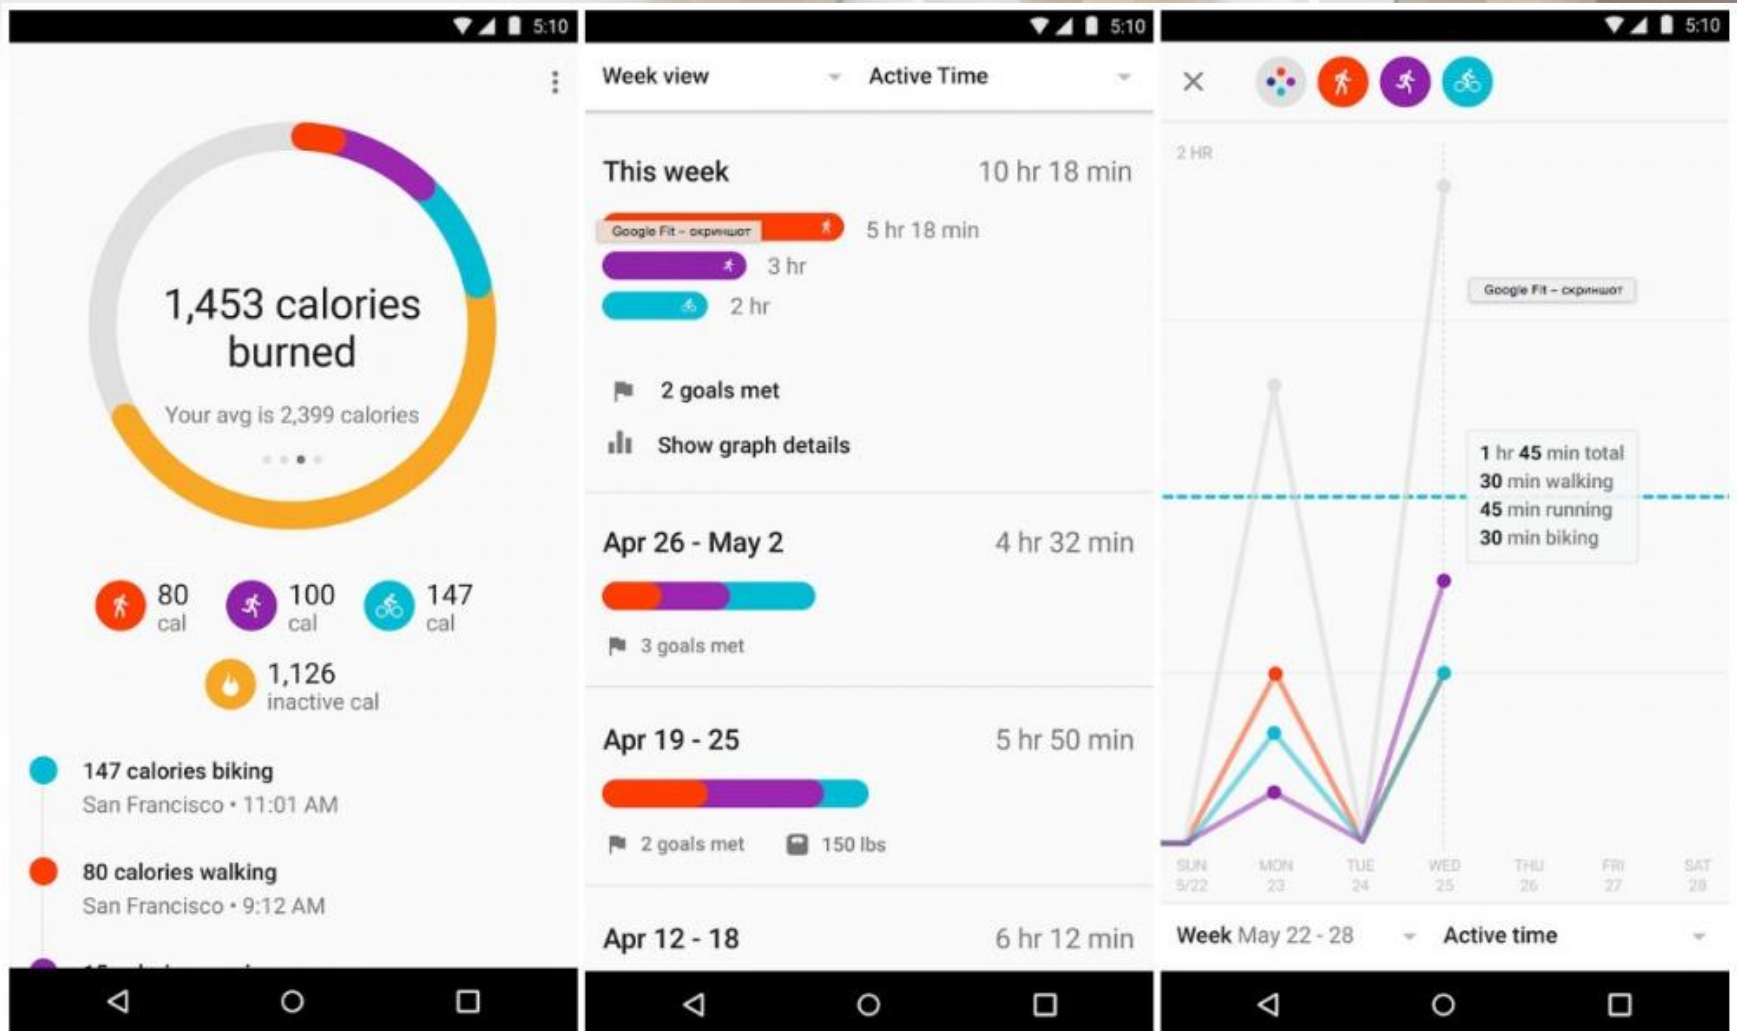 5:10
1,453 calories
burned
Your avg is 2,399 calories
80
cal
100
cal
147
cal
1,126
inactive cal
147 calories biking
San Francisco • 11:01 AM
80 calories walking
San Francisco • 9:12 AM
5:10
Week view
Active Time
This week
10 hr 18 min
Google Fit – скриншот
5 hr 18 min
3 hr
2 hr
2 goals met
Show graph details
Apr 26 - May 2
4 hr 32 min
3 goals met
Apr 19 - 25
5 hr 50 min
2 goals met
150 lbs
Apr 12 - 18
6 hr 12 min
5:10
2 HR
Google Fit – скриншот
1 hr 45 min total
30 min walking
45 min running
30 min biking
SUN MON TUE WED THU FRI SAT
5/22 23 24 25 26 27 28
Week May 22 - 28
Active time